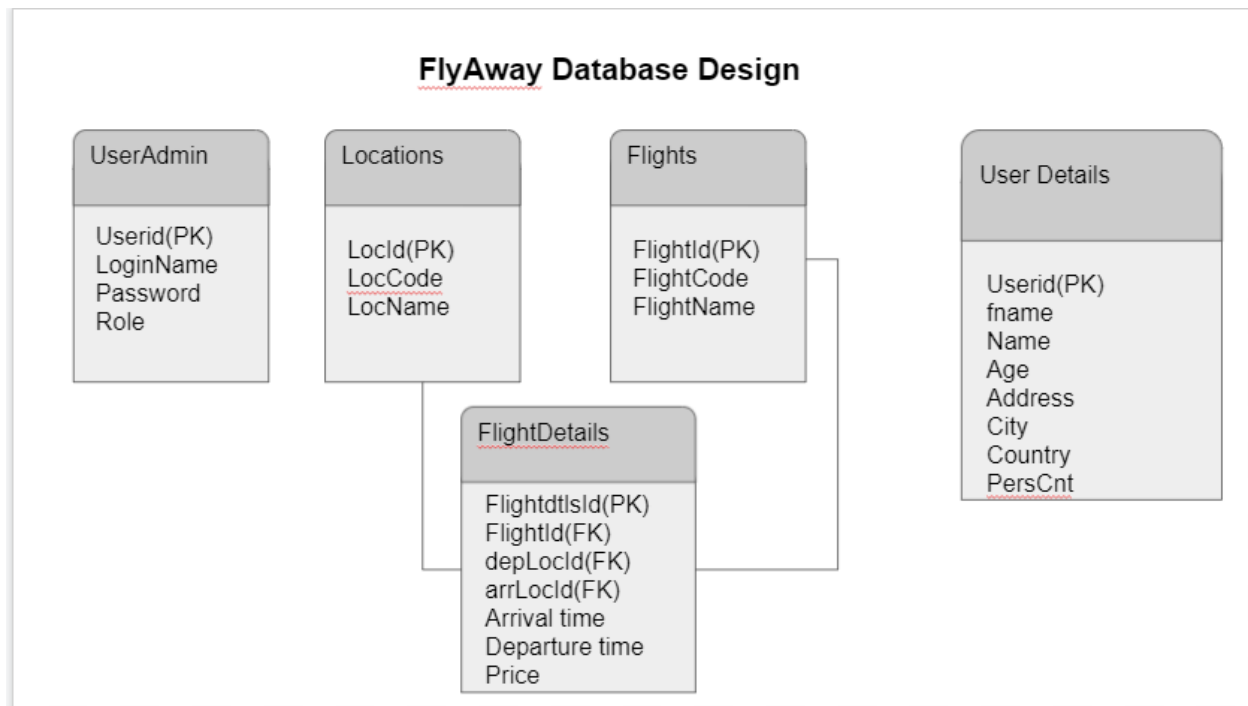 FlyAway Database Design
UserAdmin
Userid(PK)
LoginName
Password
Role
Locations
LocId(PK)
LocCode
LocName
Flights
FlightId(PK)
FlightCode
FlightName
FlightDetails
FlightdtlsId(PK)
FlightId(FK)
depLocId(FK)
arrLocId(FK)
Arrival time
Departure time
Price
User Details
Userid(PK)
fname
Name
Age
Address
City
Country
PersCnt